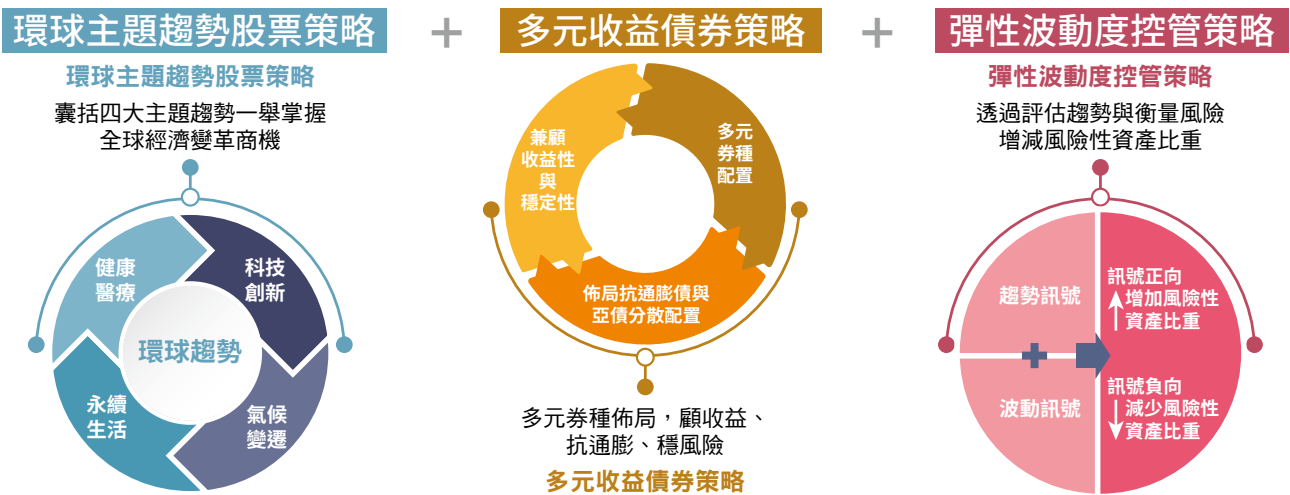 環球主題趨勢股票策略
+
多元收益債券策略
+
彈性波動度控管策略
環球主題趨勢股票策略
囊括四大主題趨勢一舉掌握
全球經濟變革商機
健康
醫療
科技
創新
環球趨勢
永續
生活
氣候
變遷
兼顧
收益性
與
穩定性
多元
券種
配置
佈局抗通膨債與
亞債分散配置
多元券種佈局，顧收益、
抗通膨、穩風險
多元收益債券策略
彈性波動度控管策略
透過評估趨勢與衡量風險
增減風險性資產比重
趨勢訊號
+
波動訊號
訊號正向
增加風險性
資產比重
訊號負向
減少風險性
資產比重